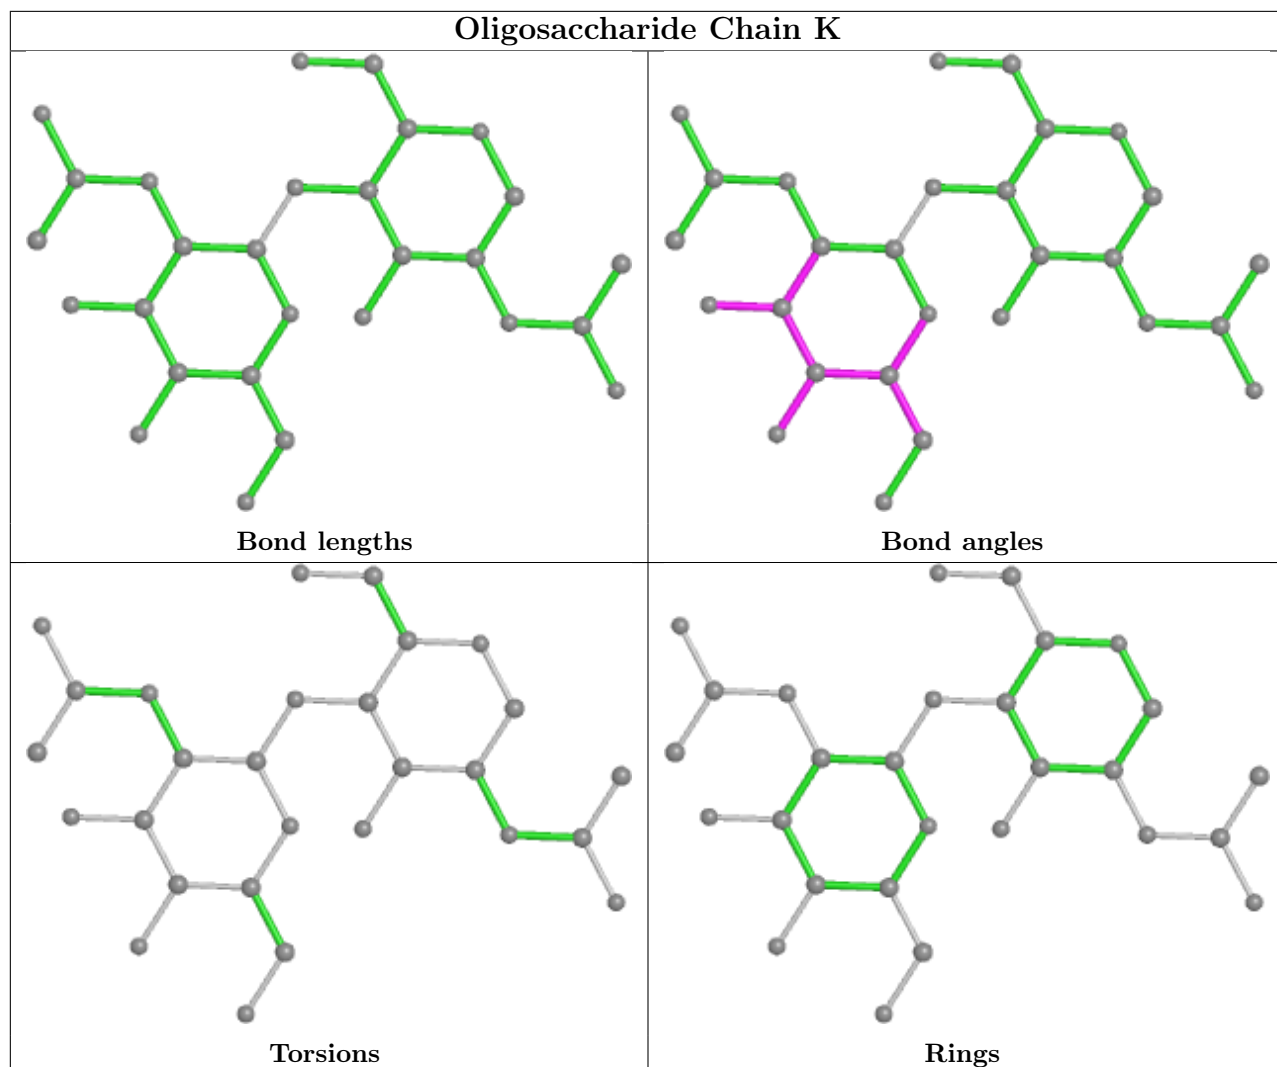 Oligosaccharide Chain K
Bond lengths
Bond angles
Torsions
Rings